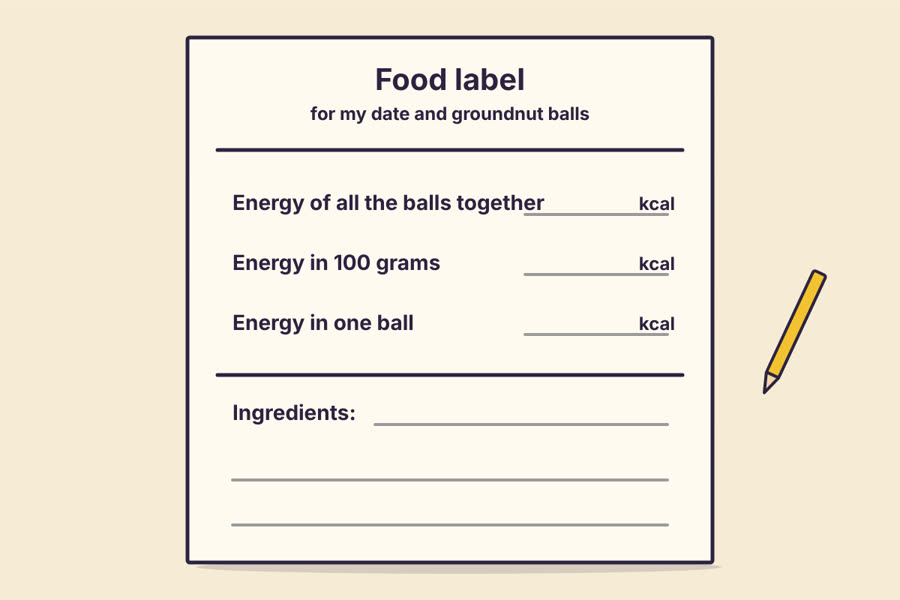 Food label
for my date and groundnut balls
Energy of all the balls together kcal
Energy in 100 grams kcal
Energy in one ball kcal
Ingredients: